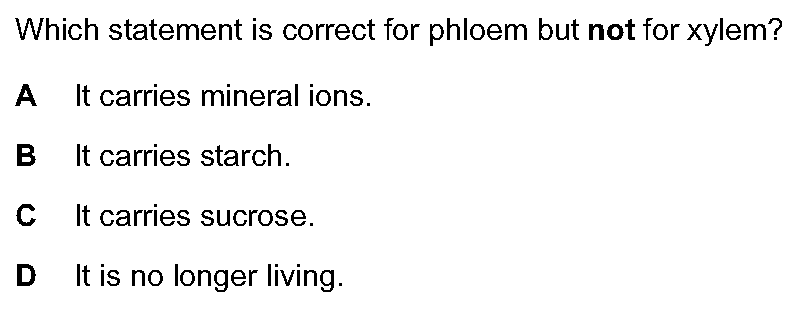 Which statement is correct for phloem but not for xylem?
A It carries mineral ions.
B It carries starch.
C It carries sucrose.
D It is no longer living.